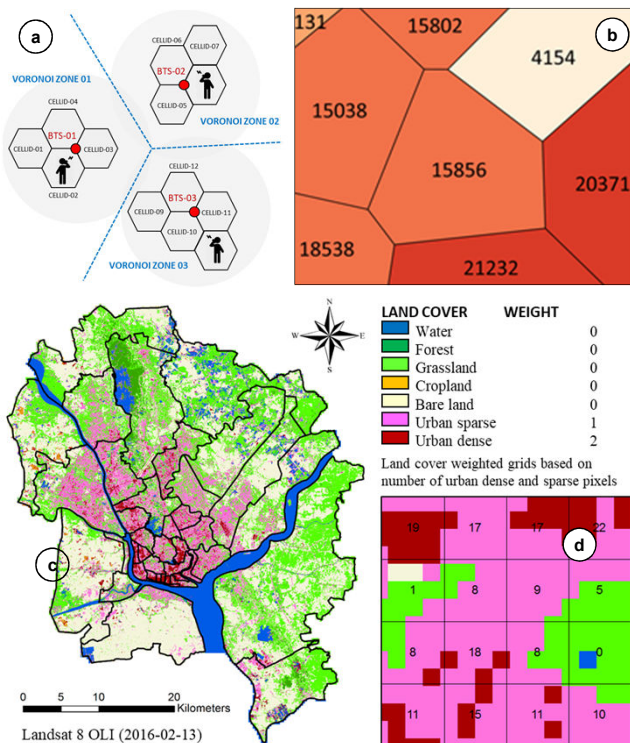 a
CELLID-06
CELLID-07
BTS-02
CELLID-05
VORONOI ZONE 01
VORONOI ZONE 02
CELLID-04
BTS-01
CELLID-01
CELLID-03
CELLID-02
CELLID-12
BTS-03
CELLID-09
CELLID-11
CELLID-10
VORONOI ZONE 03
b
131
15802
4154
15038
15856
20371
18538
21232
N
W
E
S
LAND COVER WEIGHT
Water 0
Forest 0
Grassland 0
Cropland 0
Bare land 0
Urban sparse 1
Urban dense 2
Land cover weighted grids based on
number of urban dense and sparse pixels
c
0 5 10 20
Kilometers
Landsat 8 OLI (2016-02-13)
d
19 17 17 22
1 8 9 5
8 18 8 0
11 15 11 10